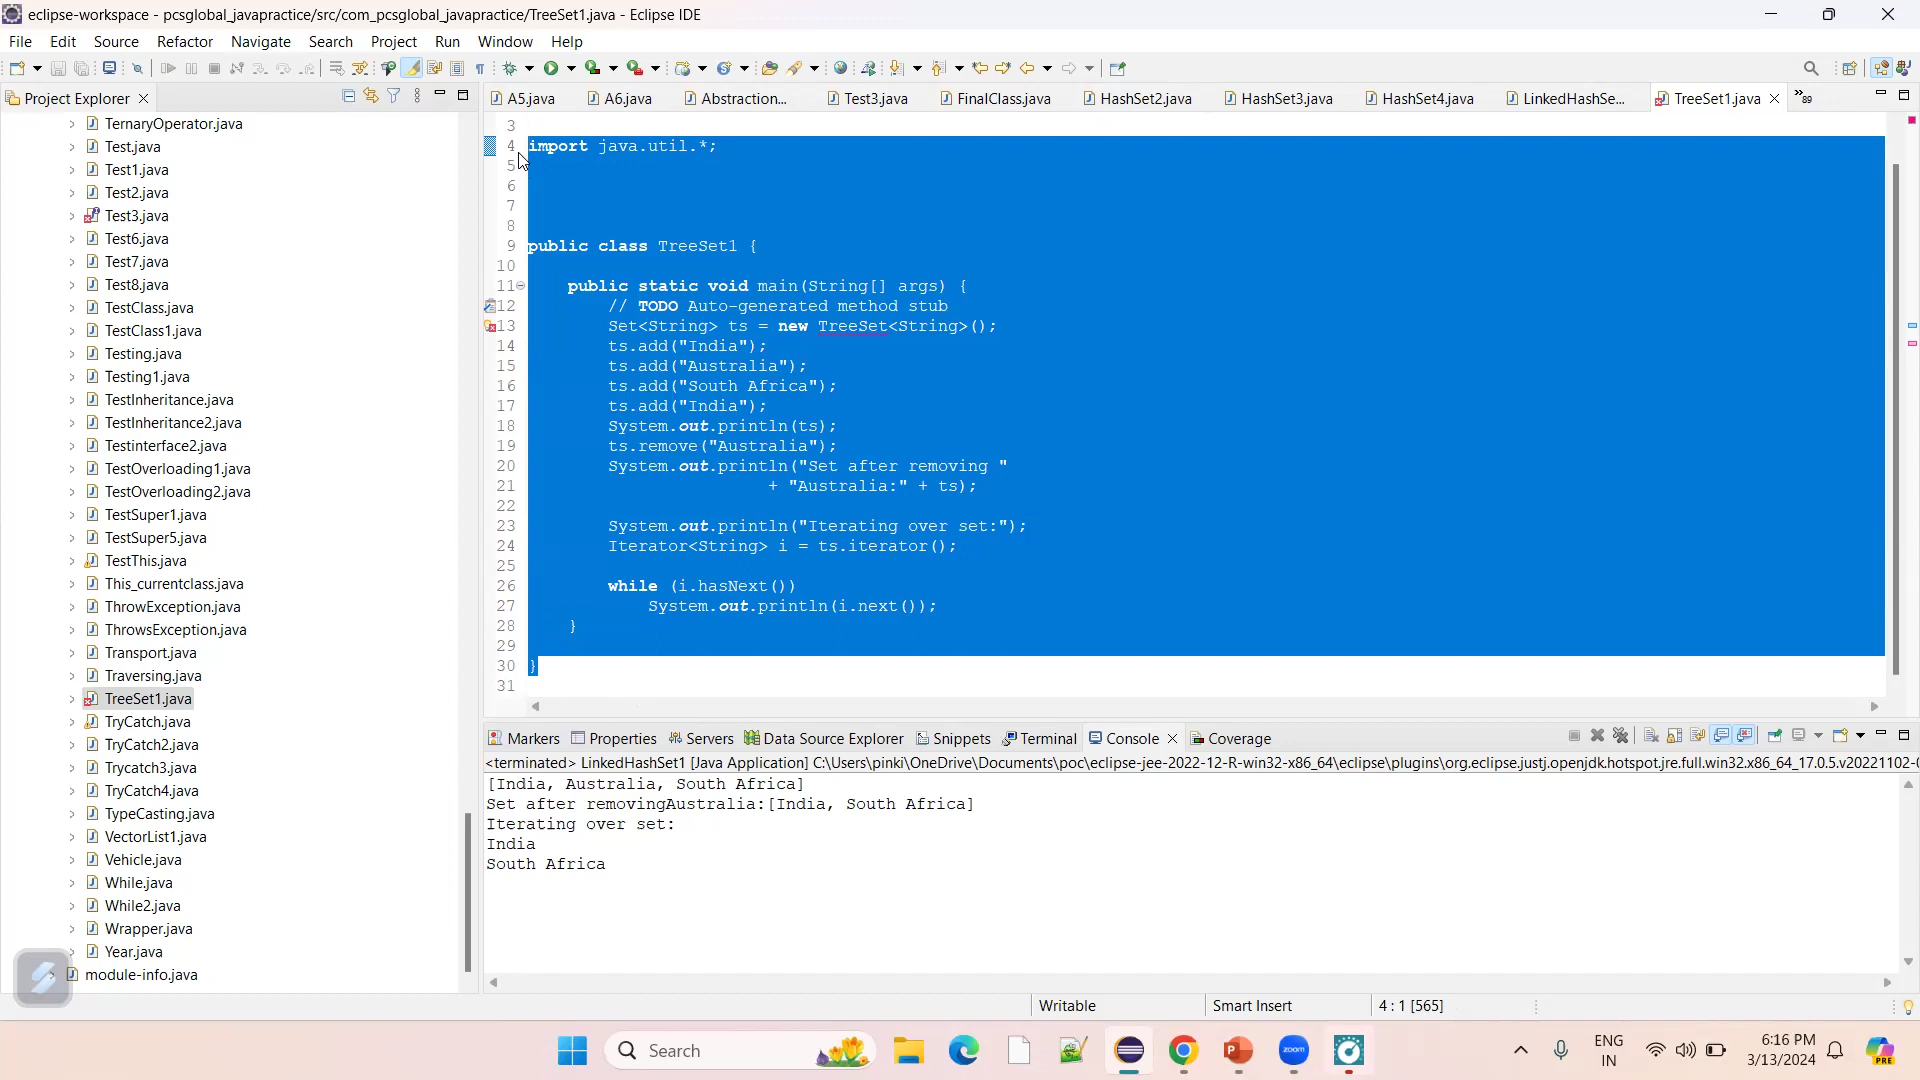 eclipse-workspace - pcsglobal_javapractice/src/com_pcsglobal_javapractice/TreeSet1.java - Eclipse IDE
File Edit Source Refactor Navigate Search Project Run Window Help
Project Explorer
A5.java A6.java Abstraction... Test3.java FinalClass.java HashSet2.java HashSet3.java HashSet4.java LinkedHashSe... TreeSet1.java »89
TernaryOperator.java
Test.java
Test1.java
Test2.java
Test3.java
Test6.java
Test7.java
Test8.java
TestClass.java
TestClass1.java
Testing.java
Testing1.java
TestInheritance.java
TestInheritance2.java
Testinterface2.java
TestOverloading1.java
TestOverloading2.java
TestSuper1.java
TestSuper5.java
TestThis.java
This_currentclass.java
ThrowException.java
ThrowsException.java
Transport.java
Traversing.java
TreeSet1.java
TryCatch.java
TryCatch2.java
Trycatch3.java
TryCatch4.java
TypeCasting.java
VectorList1.java
Vehicle.java
While.java
While2.java
Wrapper.java
Year.java
module-info.java
3
4 import java.util.*;
5
6
7
8
9 public class TreeSet1 {
10
11 public static void main(String[] args) {
12 // TODO Auto-generated method stub
13 Set<String> ts = new TreeSet<String>();
14 ts.add("India");
15 ts.add("Australia");
16 ts.add("South Africa");
17 ts.add("India");
18 System.out.println(ts);
19 ts.remove("Australia");
20 System.out.println("Set after removing "
21 + "Australia:" + ts);
22
23 System.out.println("Iterating over set:");
24 Iterator<String> i = ts.iterator();
25
26 while (i.hasNext())
27 System.out.println(i.next());
28 }
29
30 }
31
Markers Properties Servers Data Source Explorer Snippets Terminal Console Coverage
<terminated> LinkedHashSet1 [Java Application] C:\Users\pinki\OneDrive\Documents\poc\eclipse-jee-2022-12-R-win32-x86_64\eclipse\plugins\org.eclipse.justj.openjdk.hotspot.jre.full.win32.x86_64_17.0.5.v20221102-0
[India, Australia, South Africa]
Set after removingAustralia:[India, South Africa]
Iterating over set:
India
South Africa
Writable Smart Insert 4 : 1 [565]
Search
zoom
ENG
IN
6:16 PM
3/13/2024
PRE